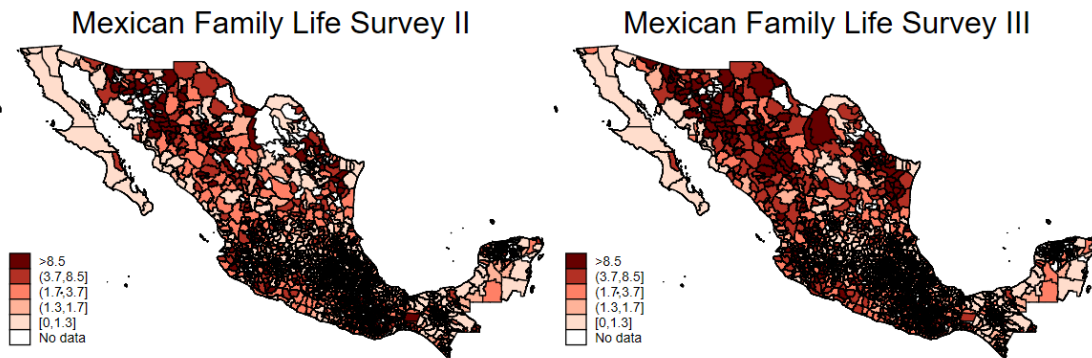 Mexican Family Life Survey II
Mexican Family Life Survey III
>8.5
(3.7,8.5]
(1.7,3.7]
(1.3,1.7]
[0,1.3]
No data
>8.5
(3.7,8.5]
(1.7,3.7]
(1.3,1.7]
[0,1.3]
No data